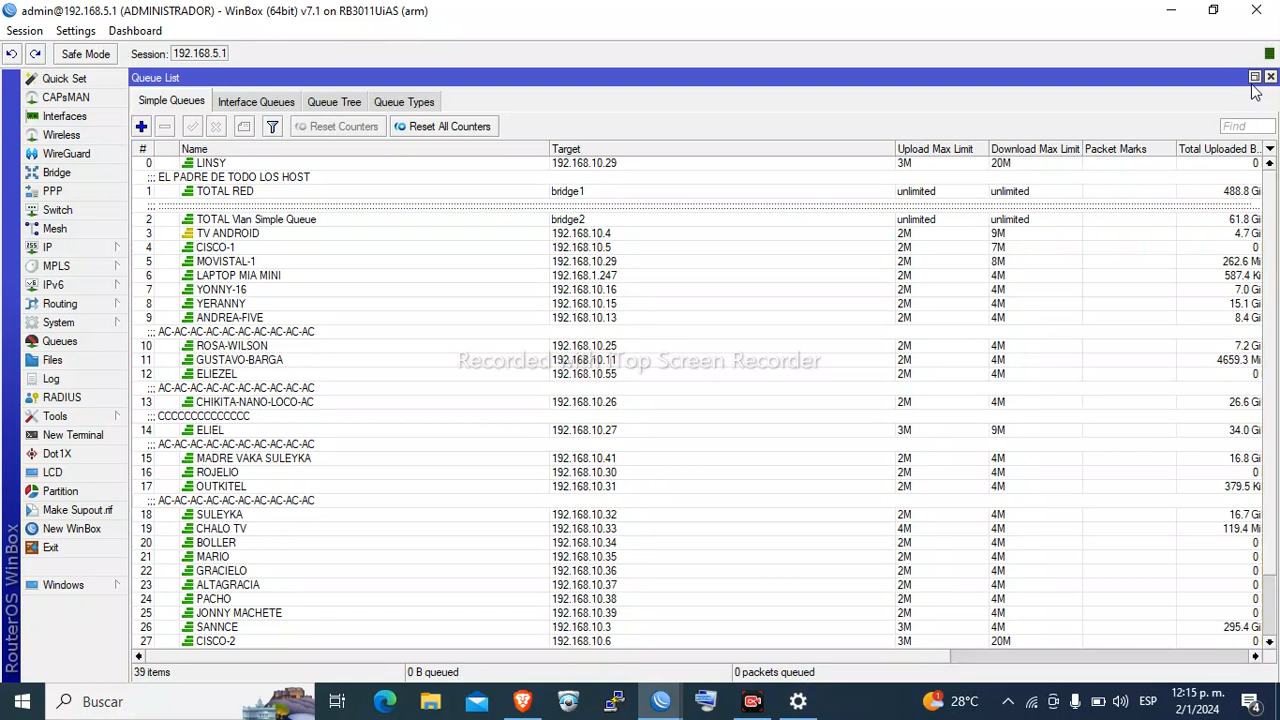 admin@192.168.5.1 (ADMINISTRADOR) - WinBox (64bit) v7.1 on RB3011UiAS (arm)
Session Settings Dashboard
Safe Mode Session: 192.168.5.1
Quick Set
CAPsMAN
Interfaces
Wireless
WireGuard
Bridge
PPP
Switch
Mesh
IP
MPLS
IPv6
Routing
System
Queues
Files
Log
RADIUS
Tools
New Terminal
Dot1X
LCD
Partition
Make Supout.rif
New WinBox
Exit
Windows
RouterOS WinBox
Queue List
Simple Queues Interface Queues Queue Tree Queue Types
Reset Counters Reset All Counters Find
# Name Target Upload Max Limit Download Max Limit Packet Marks Total Uploaded B...
0 LINSY 192.168.10.29 3M 20M 0
;;; EL PADRE DE TODO LOS HOST
1 TOTAL RED bridge1 unlimited unlimited 488.8 Gi
2 TOTAL Vlan Simple Queue bridge2 unlimited unlimited 61.8 Gi
3 TV ANDROID 192.168.10.4 2M 9M 4.7 Gi
4 CISCO-1 192.168.10.5 2M 7M 0
5 MOVISTAL-1 192.168.10.29 2M 8M 262.6 Mi
6 LAPTOP MIA MINI 192.168.1.247 2M 4M 587.4 Ki
7 YONNY-16 192.168.10.16 2M 4M 7.0 Gi
8 YERANNY 192.168.10.15 2M 4M 15.1 Gi
9 ANDREA-FIVE 192.168.10.13 2M 4M 8.4 Gi
;;; AC-AC-AC-AC-AC-AC-AC-AC-AC-AC
10 ROSA-WILSON 192.168.10.25 2M 4M 7.2 Gi
11 GUSTAVO-BARGA 192.168.10.11 2M 4M 4659.3 Mi
Recorded with Top Screen Recorder
12 ELIEZEL 192.168.10.55 2M 4M 0
;;; AC-AC-AC-AC-AC-AC-AC-AC-AC-AC
13 CHIKITA-NANO-LOCO-AC 192.168.10.26 2M 4M 26.6 Gi
;;; CCCCCCCCCCCCCC
14 ELIEL 192.168.10.27 3M 9M 34.0 Gi
;;; AC-AC-AC-AC-AC-AC-AC-AC-AC-AC
15 MADRE VAKA SULEYKA 192.168.10.41 2M 4M 16.8 Gi
16 ROJELIO 192.168.10.30 2M 4M 0
17 OUTKITEL 192.168.10.31 2M 4M 379.5 Ki
;;; AC-AC-AC-AC-AC-AC-AC-AC-AC-AC
18 SULEYKA 192.168.10.32 2M 4M 16.7 Gi
19 CHALO TV 192.168.10.33 4M 4M 119.4 Mi
20 BOLLER 192.168.10.34 2M 4M 0
21 MARIO 192.168.10.35 2M 4M 0
22 GRACIELO 192.168.10.36 2M 4M 0
23 ALTAGRACIA 192.168.10.37 2M 4M 0
24 PACHO 192.168.10.38 2M 4M 0
25 JONNY MACHETE 192.168.10.39 2M 4M 0
26 SANNCE 192.168.10.3 3M 4M 295.4 Gi
27 CISCO-2 192.168.10.6 3M 20M 0
39 items 0 B queued 0 packets queued
Buscar 1 28°C ESP 12:15 p. m. 4
2/1/2024